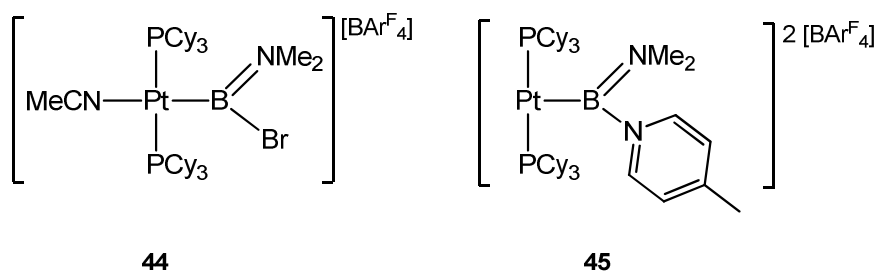 PCy3 NMe2 [BArF4]
MeCN Pt B
Br
PCy3
44
PCy3 NMe2 2 [BArF4]
Pt B
N
PCy3
45